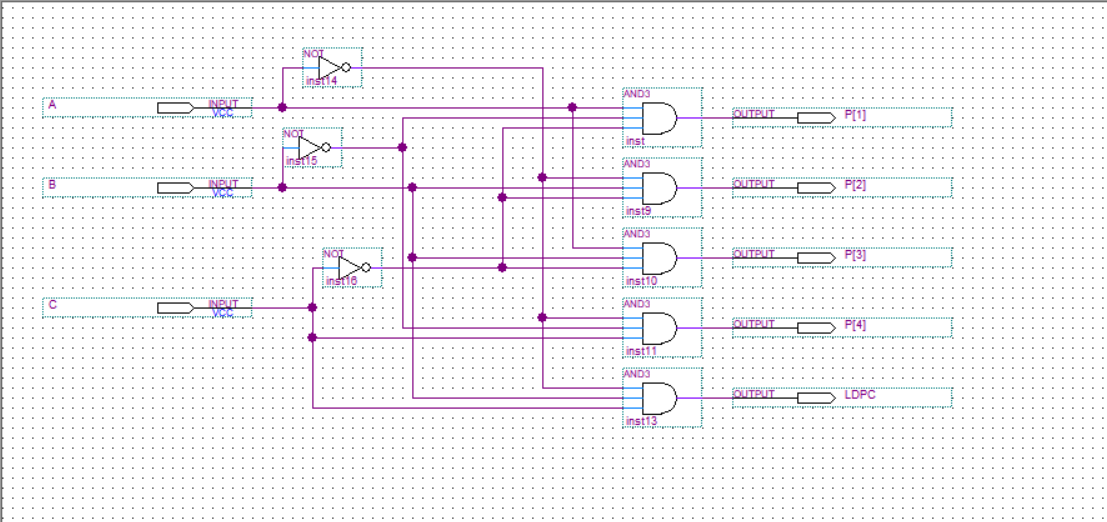 NOT
inst14
A INPUT VCC
AND3
inst
OUTPUT P[1]
NOT
inst15
B INPUT VCC
AND3
inst9
OUTPUT P[2]
NOT
inst16
AND3
inst10
OUTPUT P[3]
C INPUT VCC
AND3
inst11
OUTPUT P[4]
AND3
inst13
OUTPUT LDPC